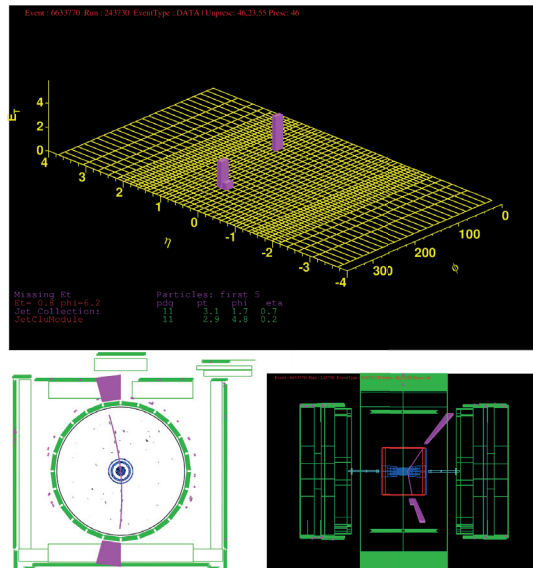 Event : 6633770 Run : 243730 EventType : DATA | Unpresc: 46,23,55 Presc: 46
ET
4
2
0
4
3
2
1
0
-1
-2
-3
-4
η
300
200
100
0
φ
Missing Et
Et= 0.8 phi=6.2
Jet Collection:
JetCluModule
Particles: first 5
pdg pt phi eta
11 3.1 1.7 0.7
11 2.9 4.8 0.2